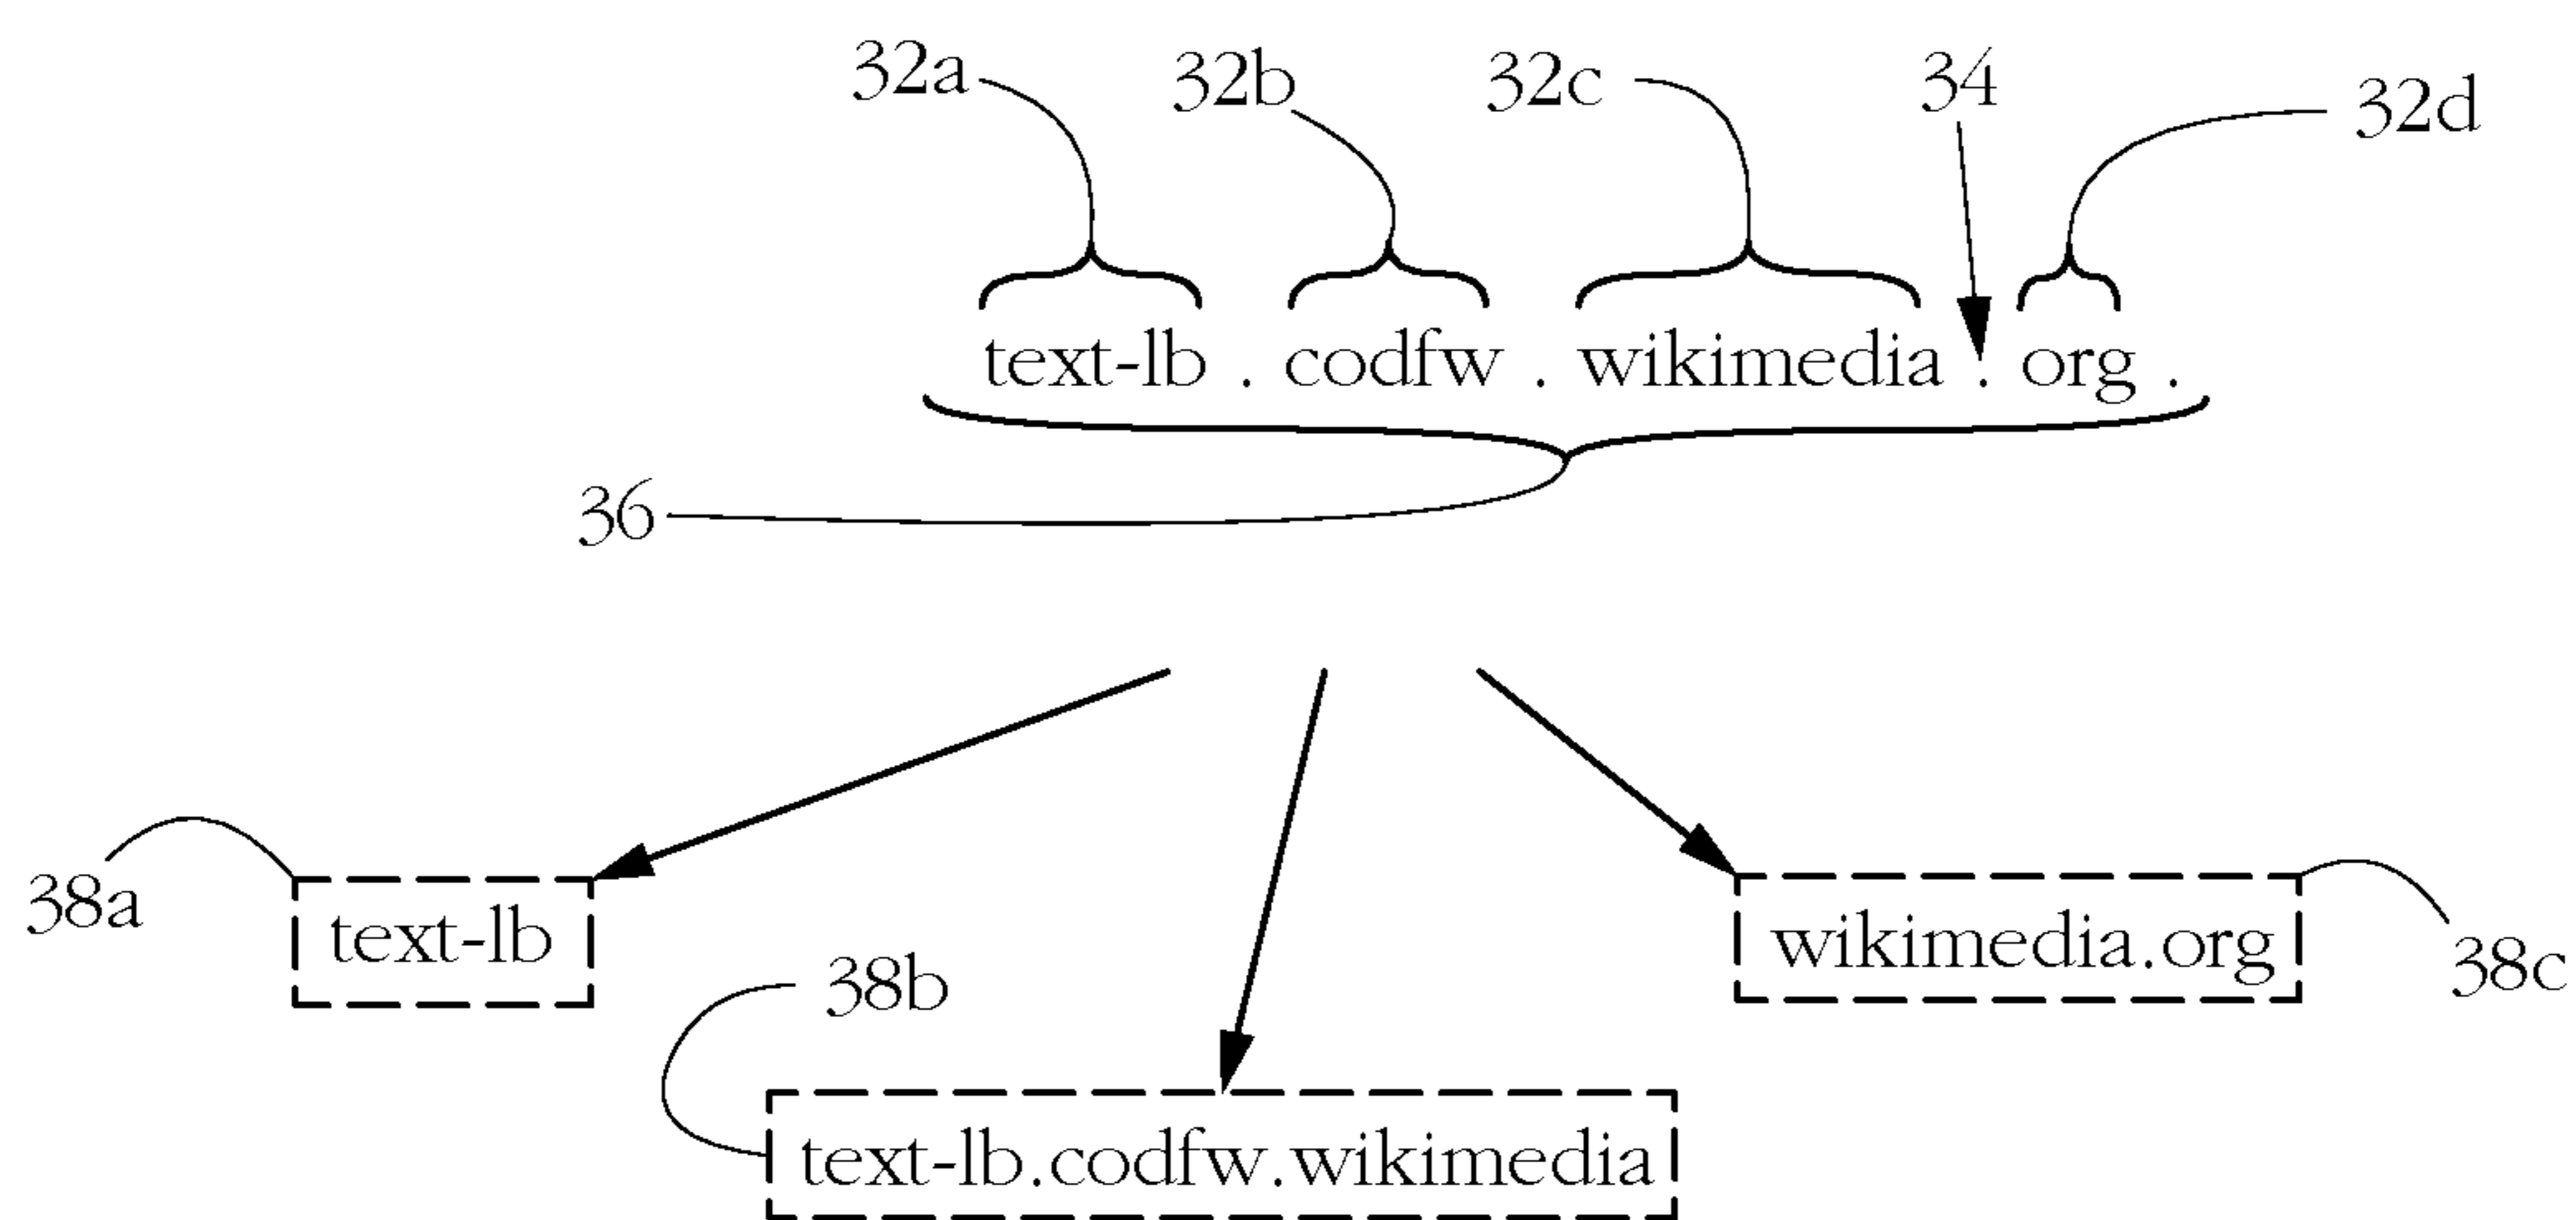 32a 32b 32c 34 32d
text-lb . codfw . wikimedia . org .
36
38a text-lb wikimedia.org 38c
38b
text-lb.codfw.wikimedia